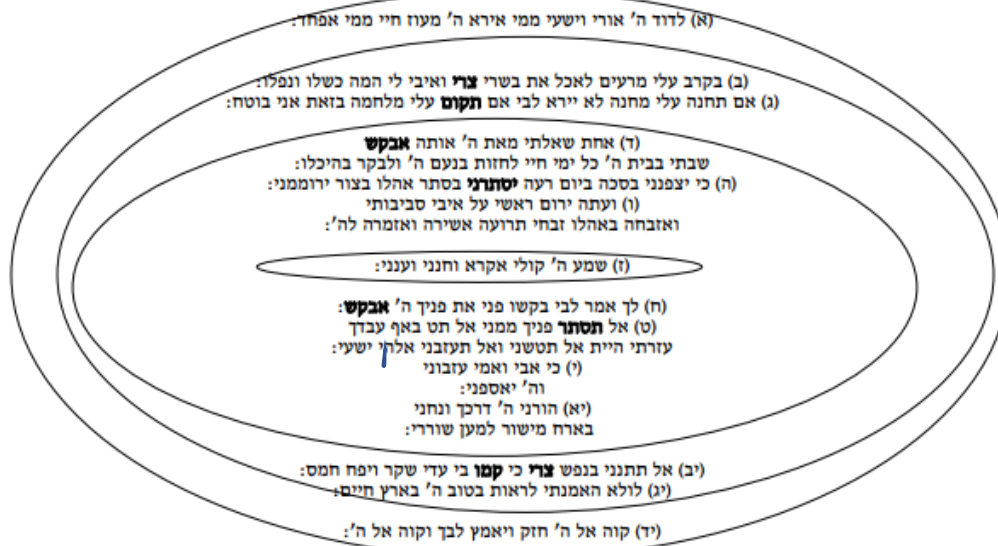 (א) לדוד ה' אורי וישעי ממי אירא ה' מעוז חיי ממי אפחד:
(ב) בקרב עלי מרעים לאכל את בשרי צרי ואיבי לי המה כשלו ונפלו:
(ג) אם תחנה עלי מחנה לא יירא לבי אם תקום עלי מלחמה בזאת אני בוטח:
(ד) אחת שאלתי מאת ה' אותה אבקש
שבתי בבית ה' כל ימי חיי לחזות בנעם ה' ולבקר בהיכלו:
(ה) כי יצפנני בסכה ביום רעה יסתרני בסתר אהלו בצור ירוממני:
(ו) ועתה ירום ראשי על איבי סביבותי
ואזבחה באהלו זבחי תרועה אשירה ואזמרה לה':
(ז) שמע ה' קולי אקרא וחנני וענני:
(ח) לך אמר לבי בקשו פני את פניך ה' אבקש:
(ט) אל תסתר פניך ממני אל תט באף עבדך
עזרתי היית אל תטשני ואל תעזבני אלהי ישעי:
(י) כי אבי ואמי עזבוני
וה' יאספני:
(יא) הורני ה' דרכך ונחני
בארח מישור למען שוררי:
(יב) אל תתנני בנפש צרי כי קמו בי עדי שקר ויפח חמס:
(יג) לולא האמנתי לראות בטוב ה' בארץ חיים:
(יד) קוה אל ה' חזק ויאמץ לבך וקוה אל ה':